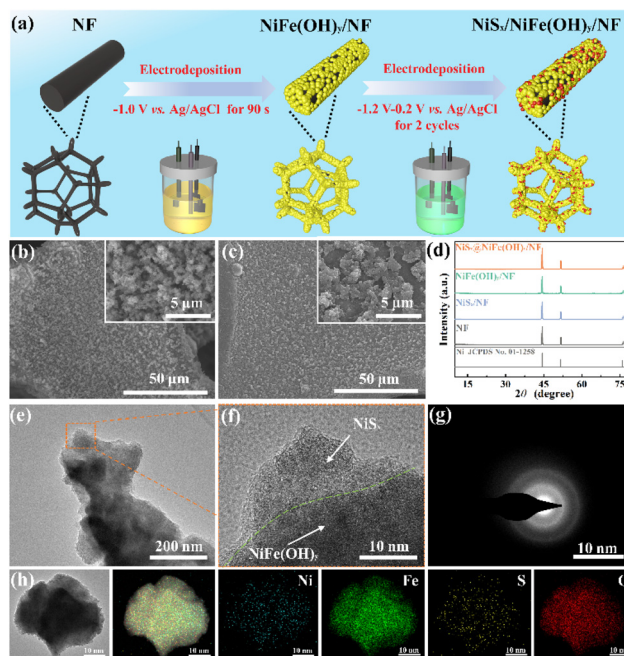 (a)
NF
NiFe(OH)y/NF
NiSx/NiFe(OH)y/NF
Electrodeposition
-1.0 V vs. Ag/AgCl for 90 s
Electrodeposition
-1.2 V-0.2 V vs. Ag/AgCl
for 2 cycles
(b)
5 μm
50 μm
(c)
5 μm
50 μm
(d)
NiSx@NiFe(OH)y/NF
NiFe(OH)y/NF
NiSx/NF
NF
Ni JCPDS No. 01-1258
Intensity (a.u.)
15 30 45 60 75
2θ (degree)
(e)
200 nm
(f)
NiSx
NiFe(OH)y
10 nm
(g)
10 nm
(h)
10 nm
10 nm
Ni
10 nm
Fe
10 nm
S
10 nm
10 nm